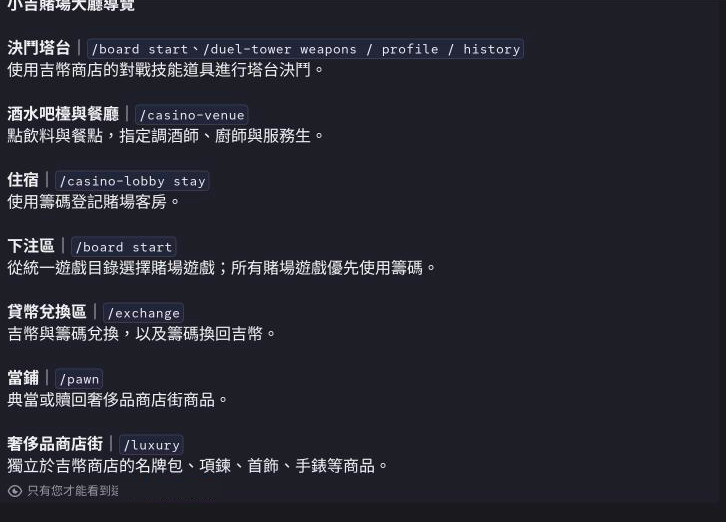 小吉賭場大廳導覽
決鬥塔台｜/board start、/duel-tower weapons / profile / history
使用吉幣商店的對戰技能道具進行塔台決鬥。
酒水吧檯與餐廳｜/casino-venue
點飲料與餐點，指定調酒師、廚師與服務生。
住宿｜/casino-lobby stay
使用籌碼登記賭場客房。
下注區｜/board start
從統一遊戲目錄選擇賭場遊戲；所有賭場遊戲優先使用籌碼。
貸幣兌換區｜/exchange
吉幣與籌碼兌換，以及籌碼換回吉幣。
當鋪｜/pawn
典當或贖回奢侈品商店街商品。
奢侈品商店街｜/luxury
獨立於吉幣商店的名牌包、項鍊、首飾、手錶等商品。
只有您才能看到